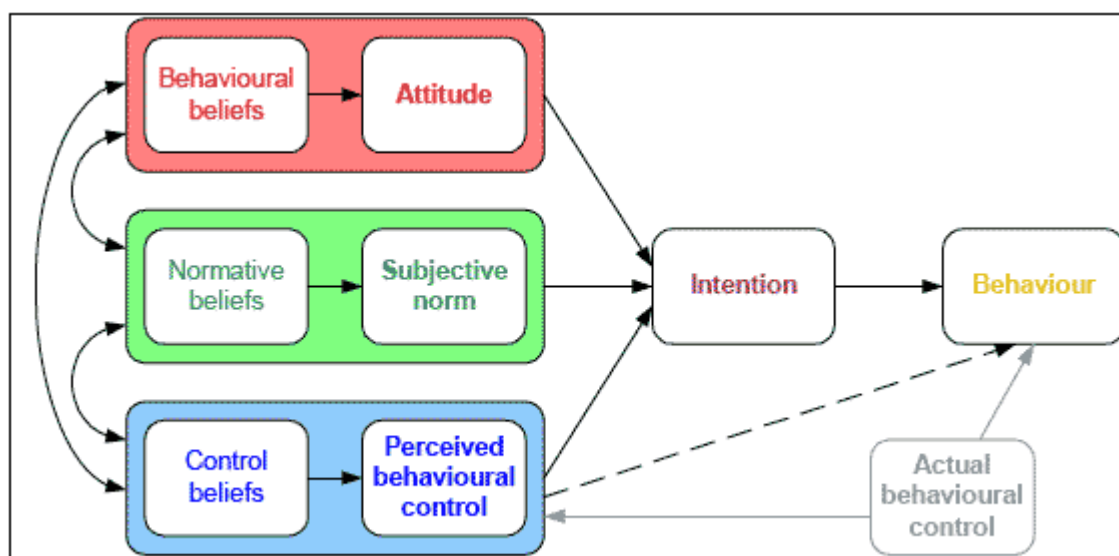 Behavioural
beliefs
Attitude
Normative
beliefs
Subjective
norm
Intention
Behaviour
Control
beliefs
Perceived
behavioural
control
Actual
behavioural
control